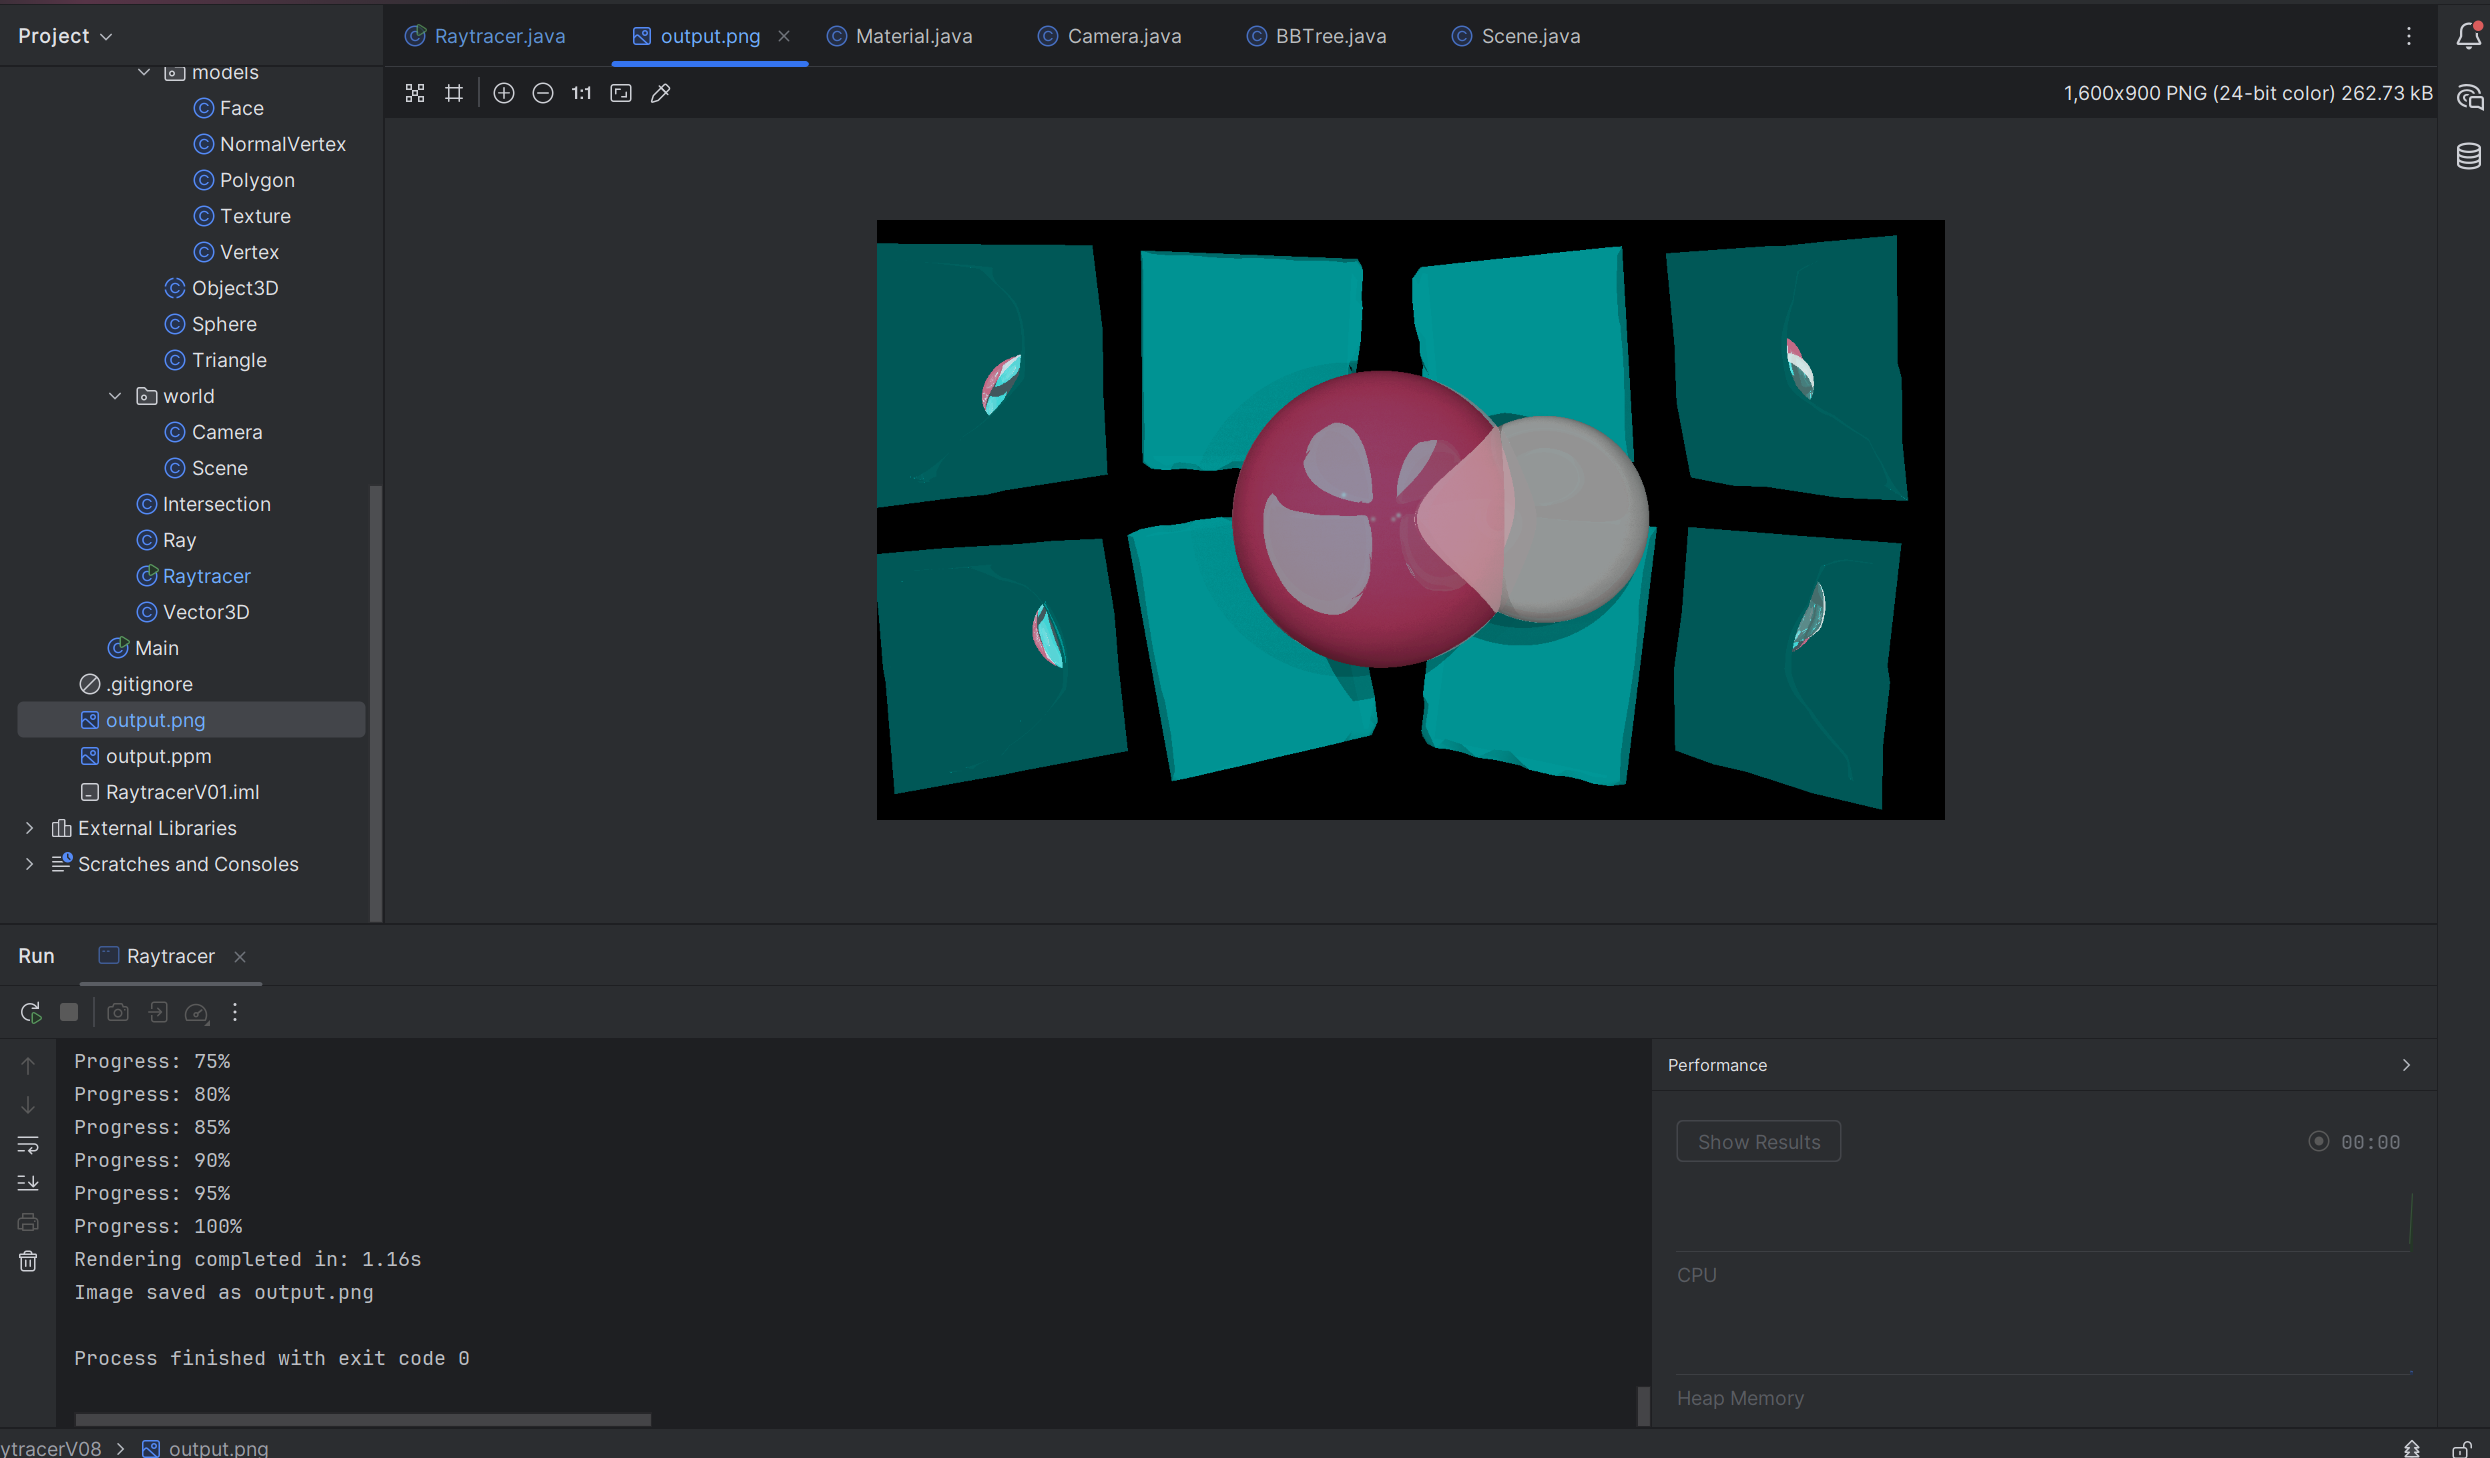 Project
Raytracer.java output.png Material.java Camera.java BBTree.java Scene.java
1:1 1,600x900 PNG (24-bit color) 262.73 kB
models
Face
NormalVertex
Polygon
Texture
Vertex
Object3D
Sphere
Triangle
world
Camera
Scene
Intersection
Ray
Raytracer
Vector3D
Main
.gitignore
output.png
output.ppm
RaytracerV01.iml
External Libraries
Scratches and Consoles
Run Raytracer
Progress: 75%
Progress: 80%
Progress: 85%
Progress: 90%
Progress: 95%
Progress: 100%
Rendering completed in: 1.16s
Image saved as output.png
Process finished with exit code 0
Performance
Show Results 00:00
CPU
Heap Memory
ytracerV08 output.png